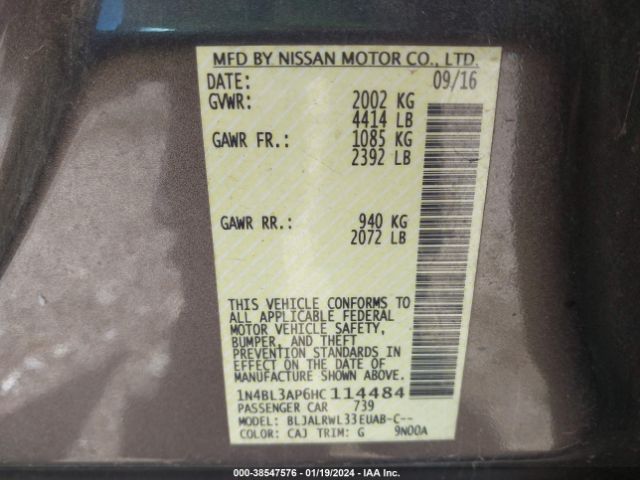 MFD BY NISSAN MOTOR CO., LTD.
DATE: 09/16
GVWR: 2002 KG
4414 LB
GAWR FR.: 1085 KG
2392 LB
GAWR RR.: 940 KG
2072 LB
THIS VEHICLE CONFORMS TO
ALL APPLICABLE FEDERAL
MOTOR VEHICLE SAFETY,
BUMPER, AND THEFT
PREVENTION STANDARDS IN
EFFECT ON THE DATE OF
MANUFACTURE SHOWN ABOVE.
1N4BL3AP6HC114484
PASSENGER CAR 739
MODEL: BLJALRWL33EUAB-C--
COLOR: CAJ TRIM: G 9N00A
000-38547576 - 01/19/2024 - IAAI.COM